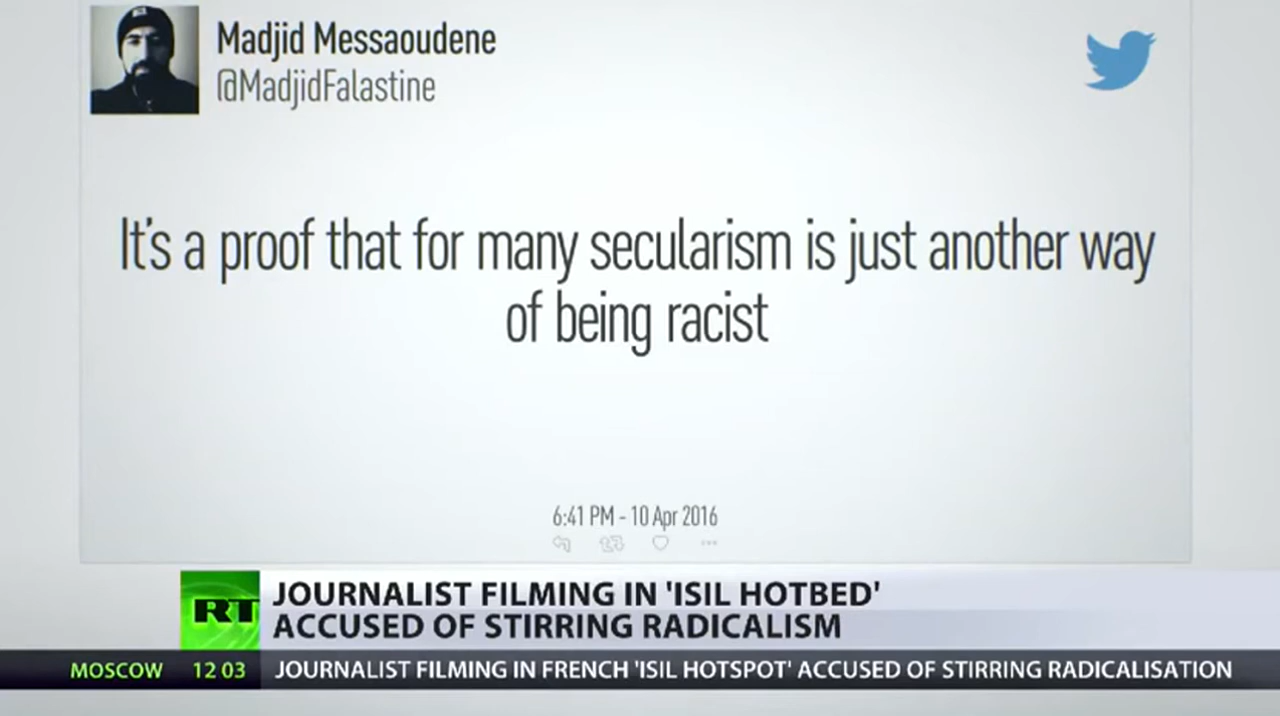 Madjid Messaoudene
@MadjidFalastine
It's a proof that for many secularism is just another way
of being racist
6:41 PM - 10 Apr 2016
RT
JOURNALIST FILMING IN 'ISIL HOTBED'
ACCUSED OF STIRRING RADICALISM
MOSCOW 12 03 JOURNALIST FILMING IN FRENCH 'ISIL HOTSPOT' ACCUSED OF STIRRING RADICALISATION